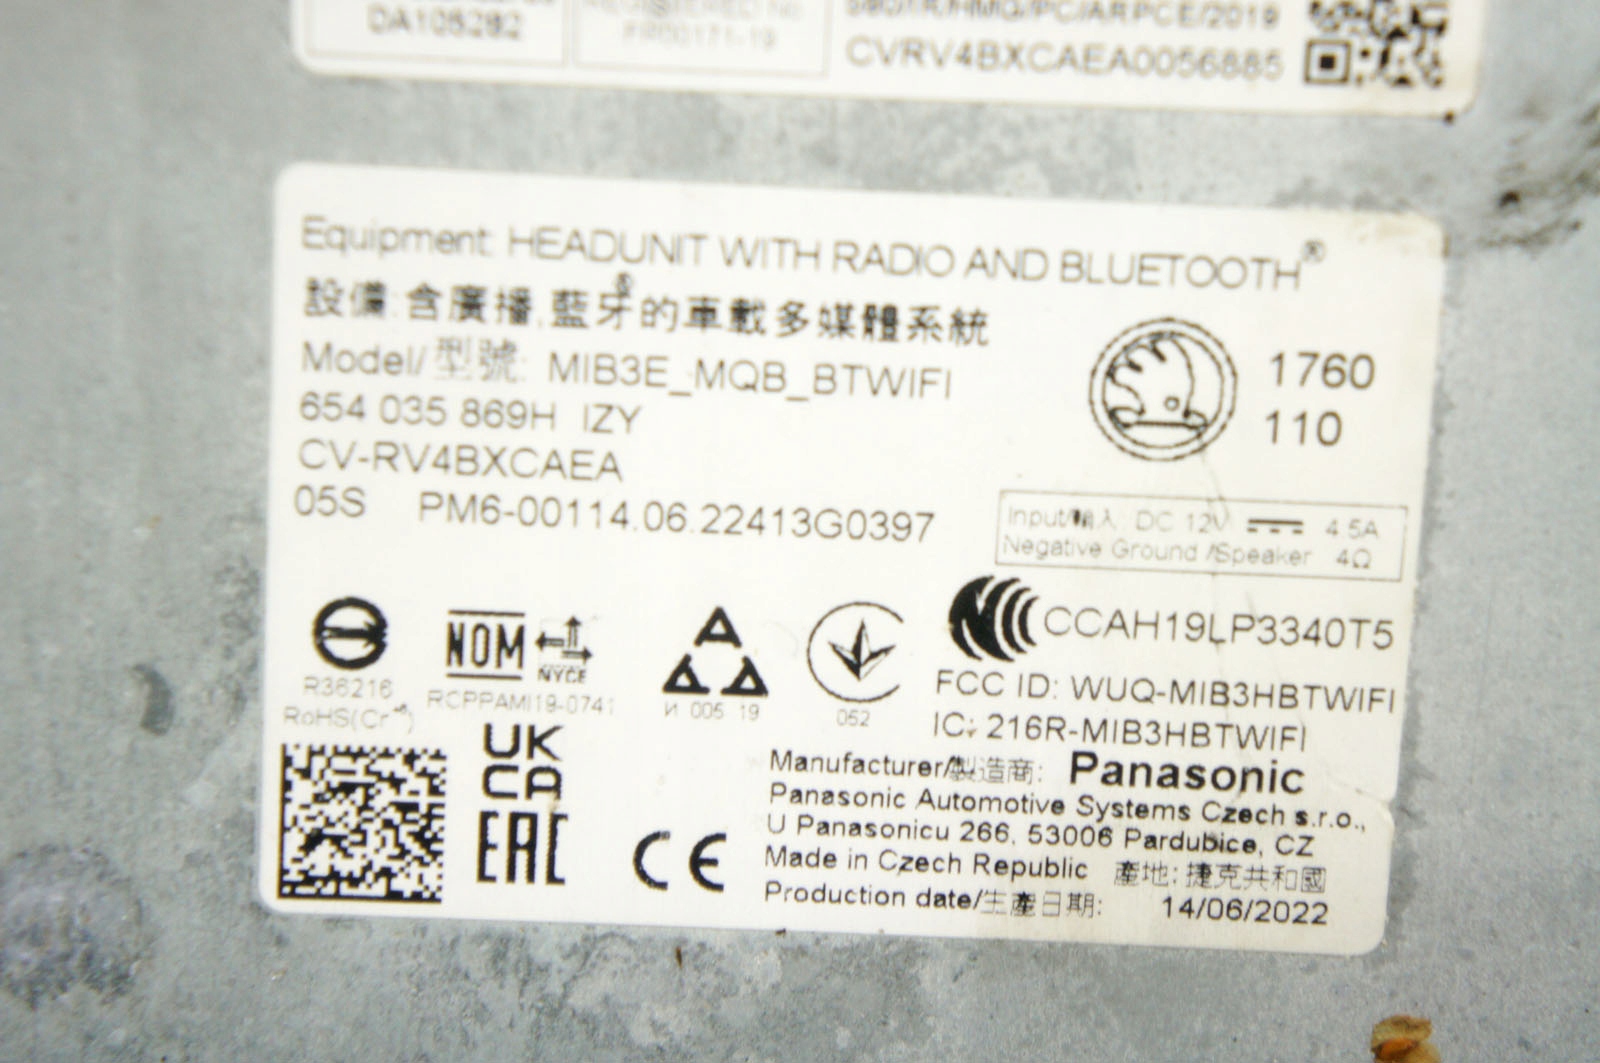 DA108282
REGISTERED No
FR00171-19
CVRV4BXCAEA0056885
Equipment: HEADUNIT WITH RADIO AND BLUETOOTH®
設備:含廣播,藍牙®的車載多媒體系統
Model/型號: MIB3E_MQB_BTWIFI
654 035 869H IZY
CV-RV4BXCAEA
05S PM6-00114.06.22413G0397
1760
110
Input/輸入: DC 12V 4.5A
Negative Ground /Speaker 4Ω
R36216
RoHS(Cr⁺⁶)
NOM
NYCE
RCPPAMI19-0741
И 005 19
052
CCAH19LP3340T5
FCC ID: WUQ-MIB3HBTWIFI
IC: 216R-MIB3HBTWIFI
UK
CA
EAC
CE
Manufacturer/製造商: Panasonic
Panasonic Automotive Systems Czech s.r.o.,
U Panasonicu 266, 53006 Pardubice, CZ
Made in Czech Republic 產地:捷克共和國
Production date/生產日期: 14/06/2022